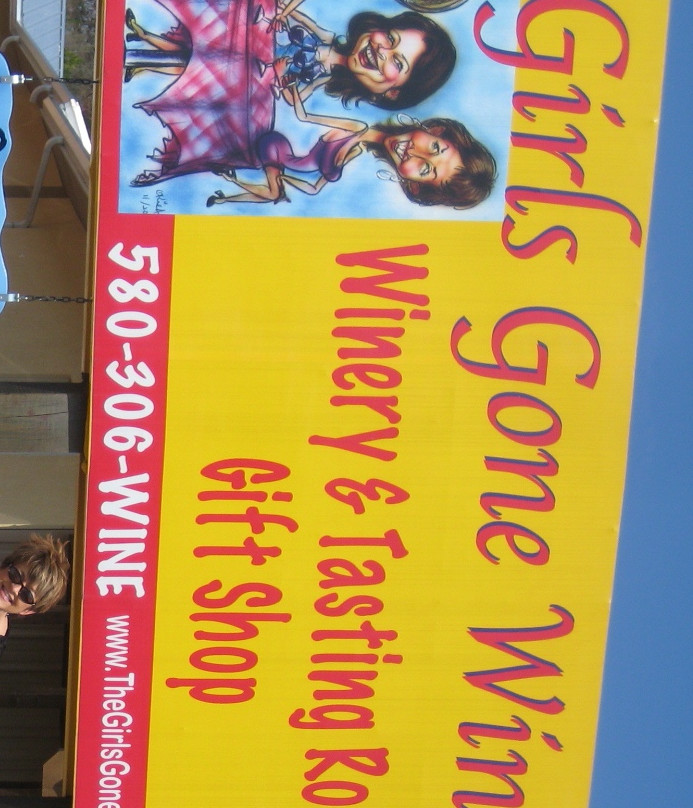 Girls Gone Win
Winery & Tasting Ro
Gift Shop
580-306-WINE www.TheGirlsGone